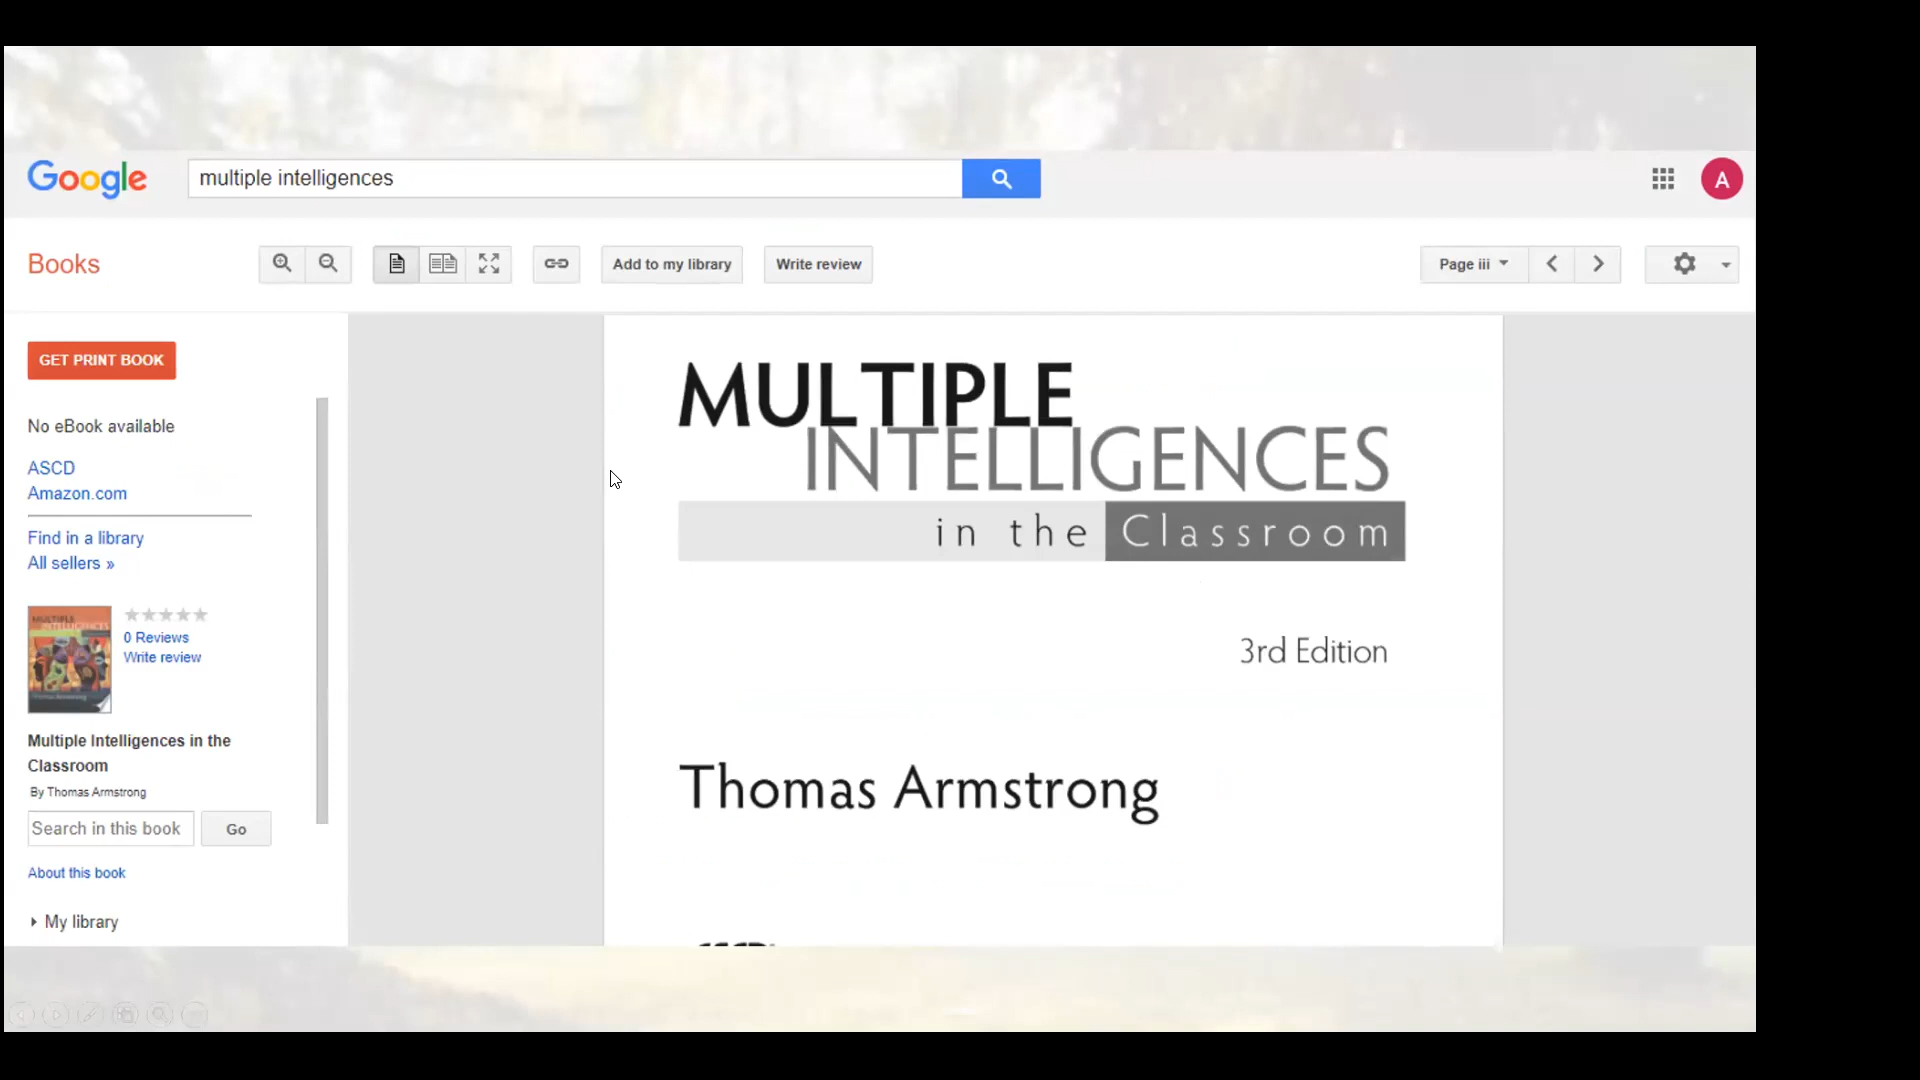 Google
multiple intelligences
A
Books
Add to my library
Write review
Page iii
GET PRINT BOOK
No eBook available
ASCD
Amazon.com
Find in a library
All sellers »
MULTIPLE
INTELLIGENCES
0 Reviews
Write review
Multiple Intelligences in the
Classroom
By Thomas Armstrong
Search in this book
Go
About this book
My library
MULTIPLE
INTELLIGENCES
in the Classroom
3rd Edition
Thomas Armstrong